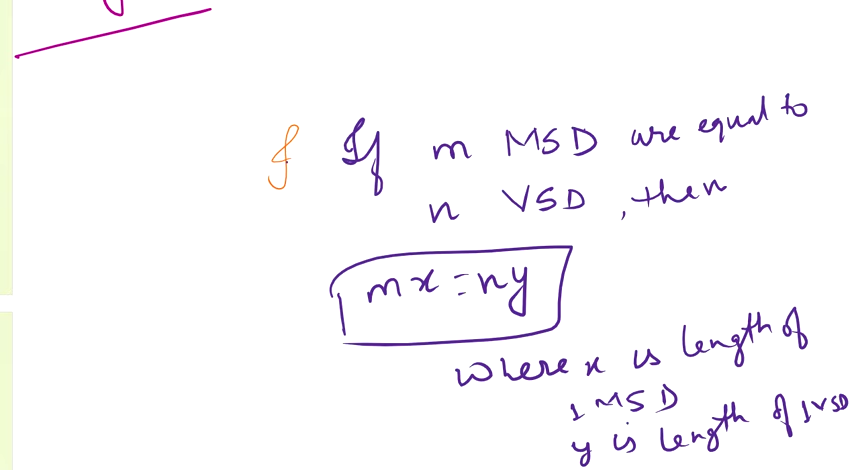 If m MSD are equal to
n VSD, then
mx = ny
where x is length of
1 MSD
y is length of 1 VSD